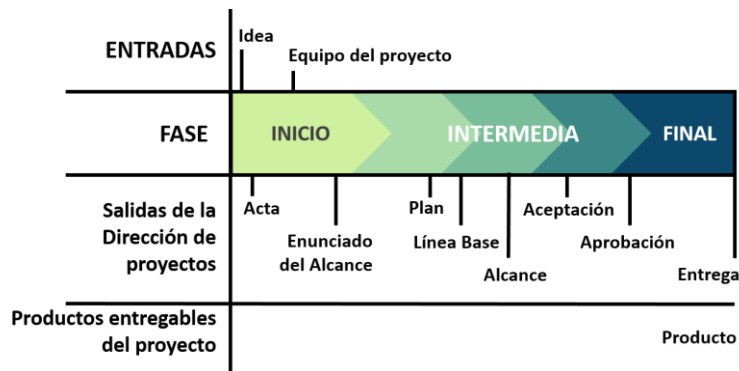 Idea
ENTRADAS
Equipo del proyecto
FASE
INICIO
INTERMEDIA
FINAL
Salidas de la
Dirección de
proyectos
Acta
Enunciado
del Alcance
Plan
Línea Base
Alcance
Aceptación
Aprobación
Entrega
Productos entregables
del proyecto
Producto